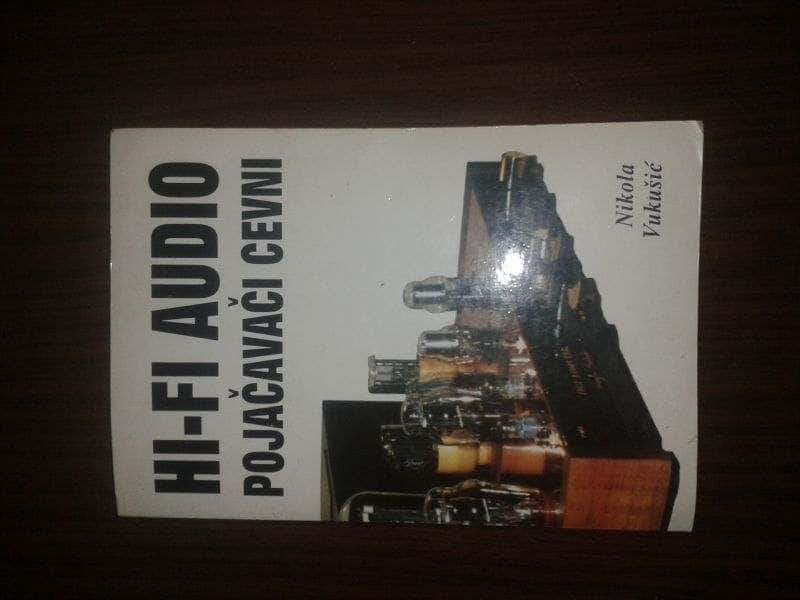 HI-FI AUDIO
POJAČAVAČI CEVNI
Nikola
Vukušić